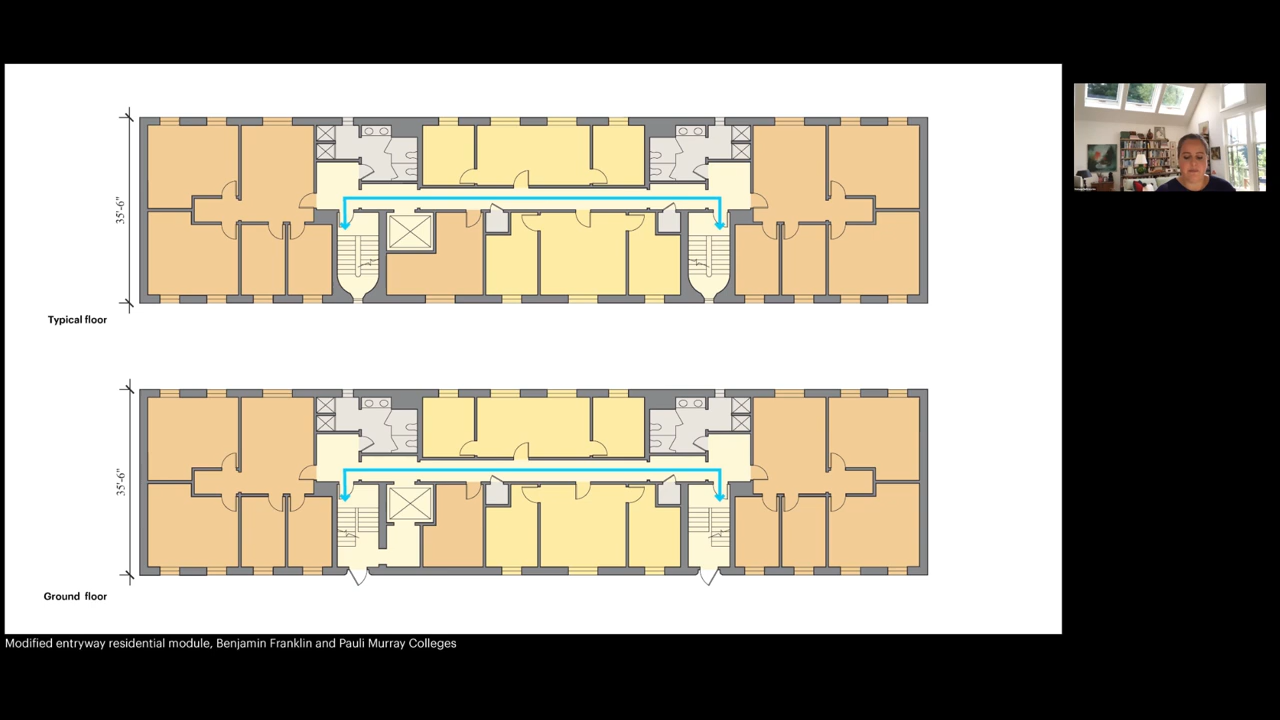 35'-6"
Typical floor
35'-6"
Ground floor
Modified entryway residential module, Benjamin Franklin and Pauli Murray Colleges